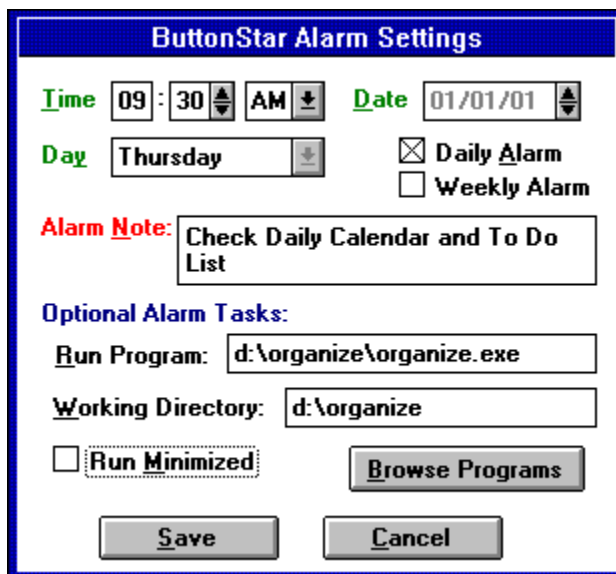 ButtonStar Alarm Settings
Time 09 : 30 AM Date 01/01/01
Day Thursday Daily Alarm
Weekly Alarm
Alarm Note: Check Daily Calendar and To Do
List
Optional Alarm Tasks:
Run Program: d:\organize\organize.exe
Working Directory: d:\organize
Run Minimized Browse Programs
Save Cancel